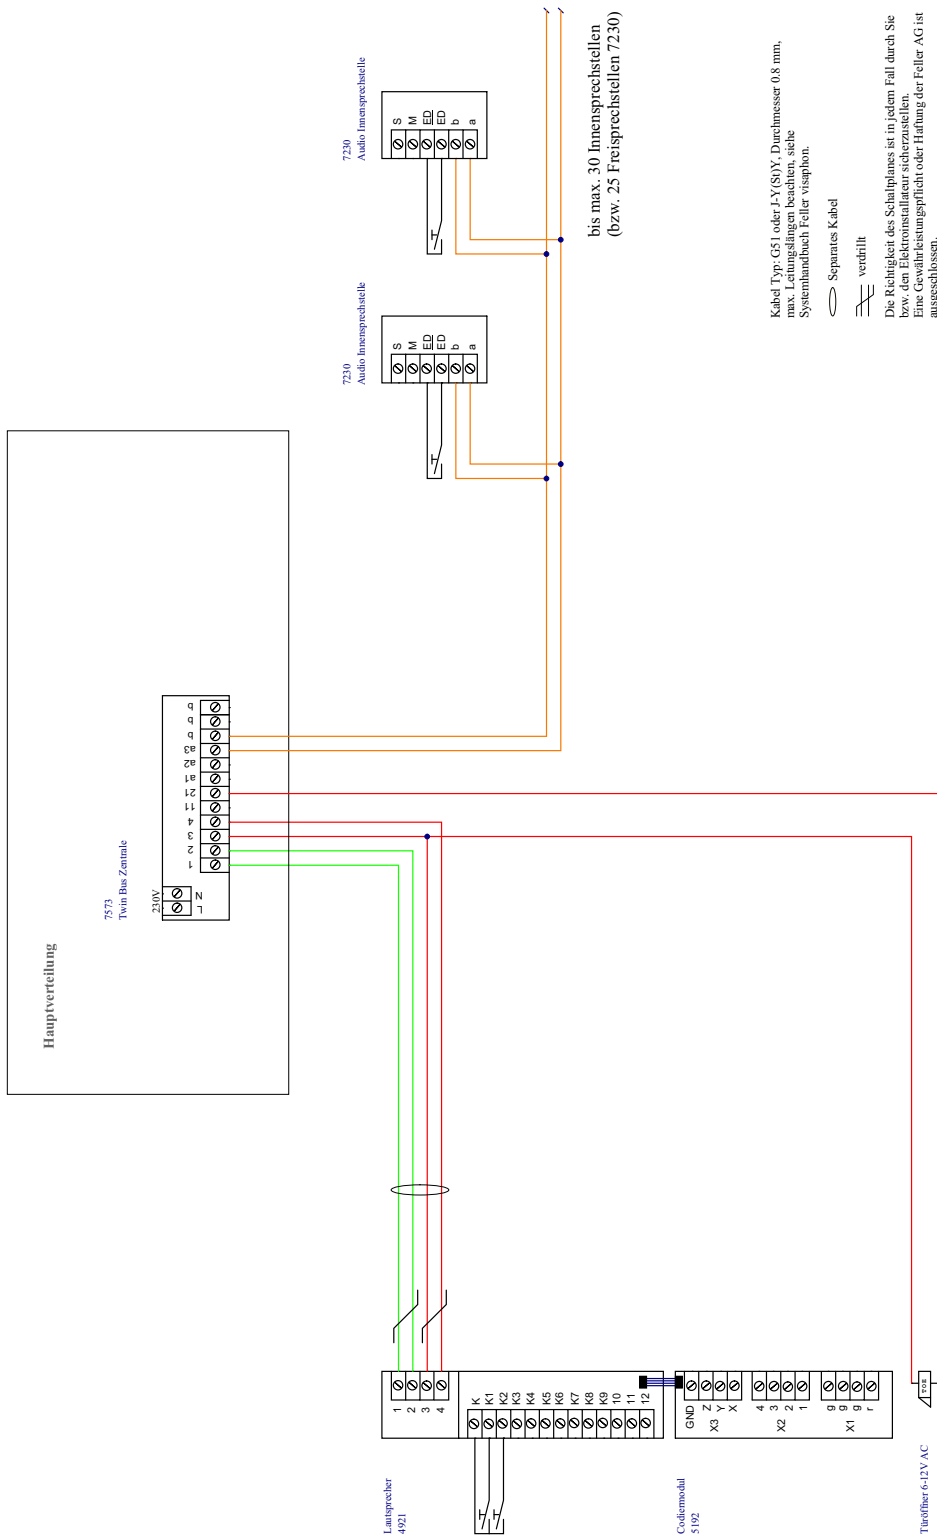 Hauptverteilung
7573
Twin Bus Zentrale
230V
L
N
1
2
3
4
11
21
a1
a2
a3
b
b
b
7230
Audio Innensprechstelle
S
M
ED
ED
b
a
7230
Audio Innensprechstelle
S
M
ED
ED
b
a
bis max. 30 Innensprechstellen
(bzw. 25 Freisprechstellen 7230)
Lautsprecher
4921
1
2
3
4
K
K1
K2
K3
K4
K5
K6
K7
K8
K9
10
11
12
Codiermodul
5192
GND
Z
Y
X
X3
4
3
2
1
X2
g
g
g
r
X1
Türöffner 6-12V AC
TÖE
Kabel Typ: G51 oder J-Y(St)Y, Durchmesser 0.8 mm,
max. Leitungslängen beachten, siehe
Systemhandbuch Feller visaphon.
Separates Kabel
verdrillt
Die Richtigkeit des Schaltplanes ist in jedem Fall durch Sie
bzw. den Elektroinstallateur sicherzustellen.
Eine Gewährleistungspflicht oder Haftung der Feller AG ist
ausgeschlossen.